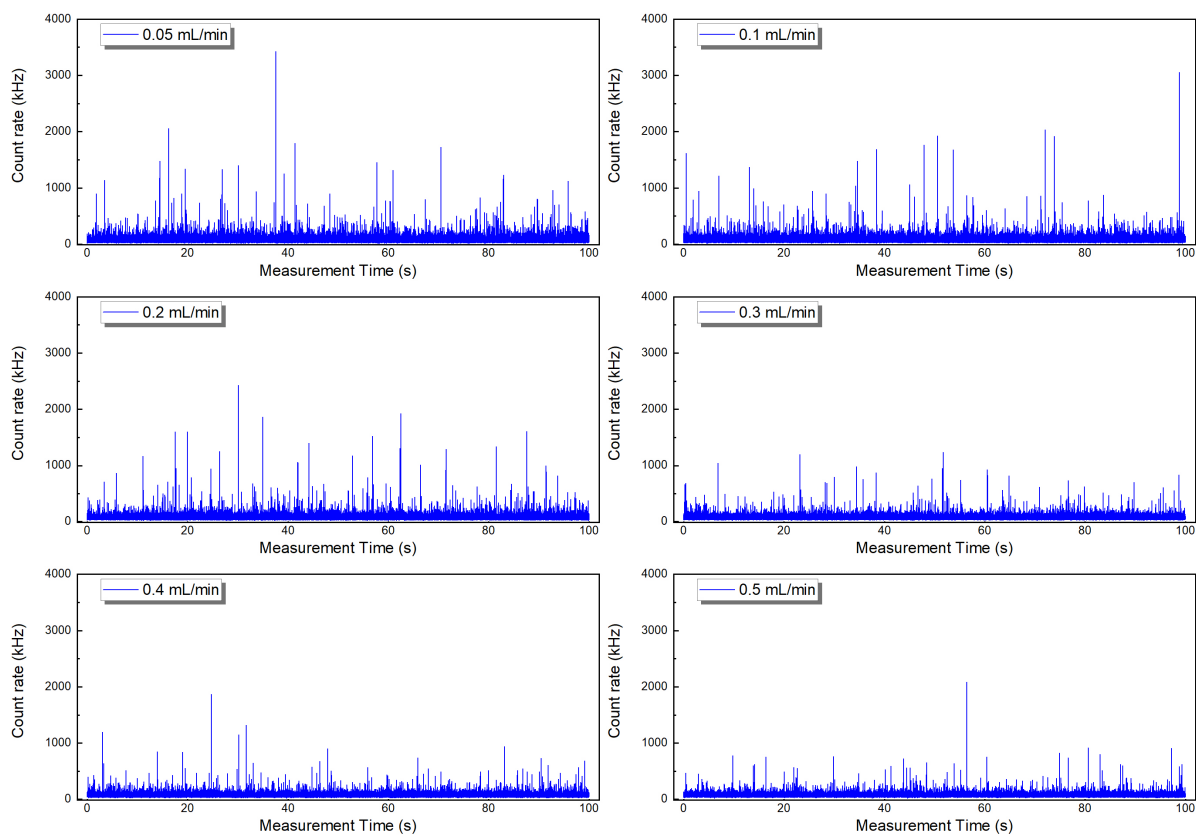 4000
0.05 mL/min
3000
2000
1000
0
Count rate (kHz)
0 20 40 60 80 100
Measurement Time (s)
4000
0.1 mL/min
3000
2000
1000
0
Count rate (kHz)
0 20 40 60 80 100
Measurement Time (s)
4000
0.2 mL/min
3000
2000
1000
0
Count rate (kHz)
0 20 40 60 80 100
Measurement Time (s)
4000
0.3 mL/min
3000
2000
1000
0
Count rate (kHz)
0 20 40 60 80 100
Measurement Time (s)
4000
0.4 mL/min
3000
2000
1000
0
Count rate (kHz)
0 20 40 60 80 100
Measurement Time (s)
4000
0.5 mL/min
3000
2000
1000
0
Count rate (kHz)
0 20 40 60 80 100
Measurement Time (s)